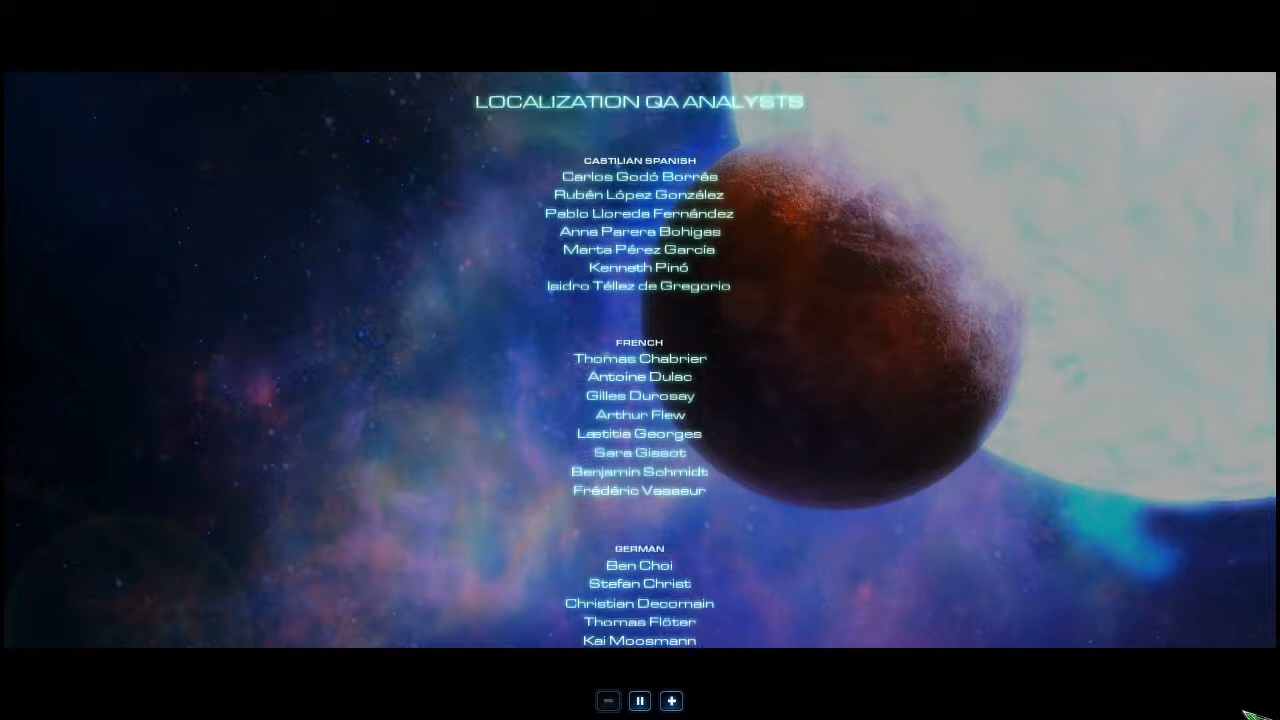 LOCALIZATION QA ANALYSTS
CASTILIAN SPANISH
Carlos Godó Borrás
Rubén López González
Pablo Lloreda Fernández
Anna Parera Bohigas
Marta Pérez García
Kenneth Pinó
Isidro Téllez de Gregorio
FRENCH
Thomas Chabrier
Antoine Dulac
Gilles Durosay
Arthur Flew
Lætitia Georges
Sara Gissot
Benjamin Schmidt
Frédéric Vasseur
GERMAN
Ben Choi
Stefan Christ
Christian Decomain
Thomas Flöter
Kai Moosmann